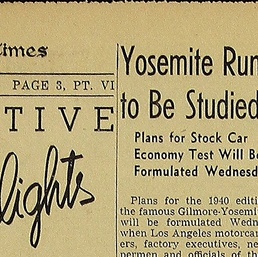 Times
PAGE 3, PT. VI
TIVE
lights
Yosemite Run
to Be Studied
Plans for Stock Car
Economy Test Will Be
Formulated Wednesd
Plans for the 1940 editi
the famous Gilmore-Yosemi
will be formulated Wedn
when Los Angeles motorcar
ers, factory executives, ne
permen and officials of th